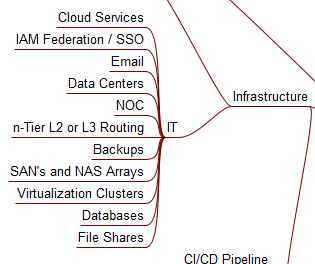 Cloud Services
IAM Federation / SSO
Email
Data Centers
NOC
n-Tier L2 or L3 Routing
Backups
SAN's and NAS Arrays
Virtualization Clusters
Databases
File Shares
IT
Infrastructure
CI/CD Pipeline